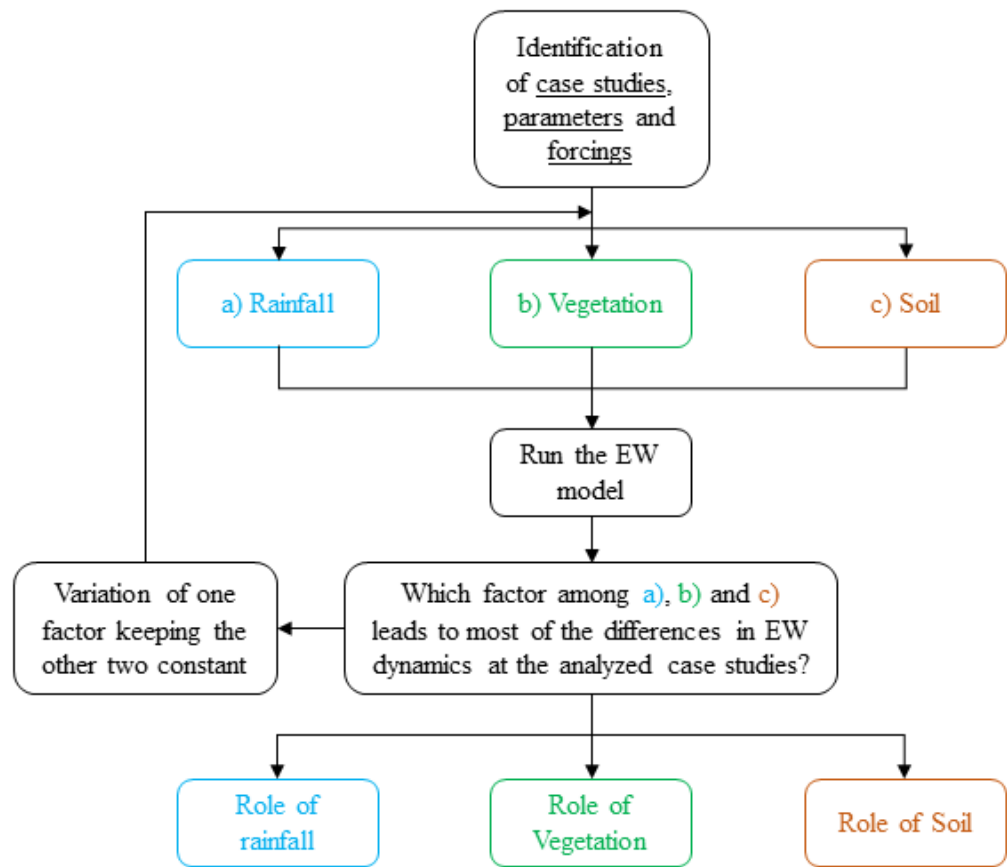 Identification
of case studies,
parameters and
forcings
a) Rainfall
b) Vegetation
c) Soil
Run the EW
model
Variation of one
factor keeping the
other two constant
Which factor among a), b) and c)
leads to most of the differences in EW
dynamics at the analyzed case studies?
Role of
rainfall
Role of
Vegetation
Role of Soil